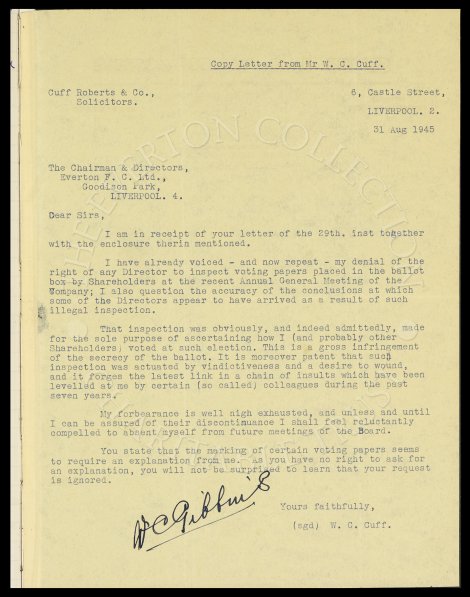 Copy Letter from Mr W. C. Cuff.
Cuff Roberts & Co.,
Solicitors.
6, Castle Street,
LIVERPOOL. 2.
31 Aug 1945
The Chairman & Directors,
Everton F. C. Ltd.,
Goodison Park,
LIVERPOOL. 4.
Dear Sirs,
I am in receipt of your letter of the 29th. inst together
with the enclosure therin mentioned.
I have already voiced - and now repeat - my denial of the
right of any Director to inspect voting papers placed in the ballot
box by Shareholders at the recent Annual General Meeting of the
Company; I also question the accuracy of the conclusions at which
some of the Directors appear to have arrived as a result of such
illegal inspection.
That inspection was obviously, and indeed admittedly, made
for the sole purpose of ascertaining how I (and probably other
Shareholders) voted at such election. This is a gross infringement
of the secrecy of the ballot. It is moreover patent that such
inspection was actuated by vindictiveness and a desire to wound,
and it forges the latest link in a chain of insults which have been
levelled at me by certain (so called) colleagues during the past
seven years.
My forbearance is well nigh exhausted, and unless and until
I can be assured of their discontinuance I shall feel reluctantly
compelled to absent myself from future meetings of the Board.
You state that the marking of certain voting papers seems
to require an explanation from me. As you have no right to ask for
an explanation, you will not be surprised to learn that your request
is ignored.
Yours faithfully,
(sgd) W. C. Cuff.
THE EVERTON COLLECTION